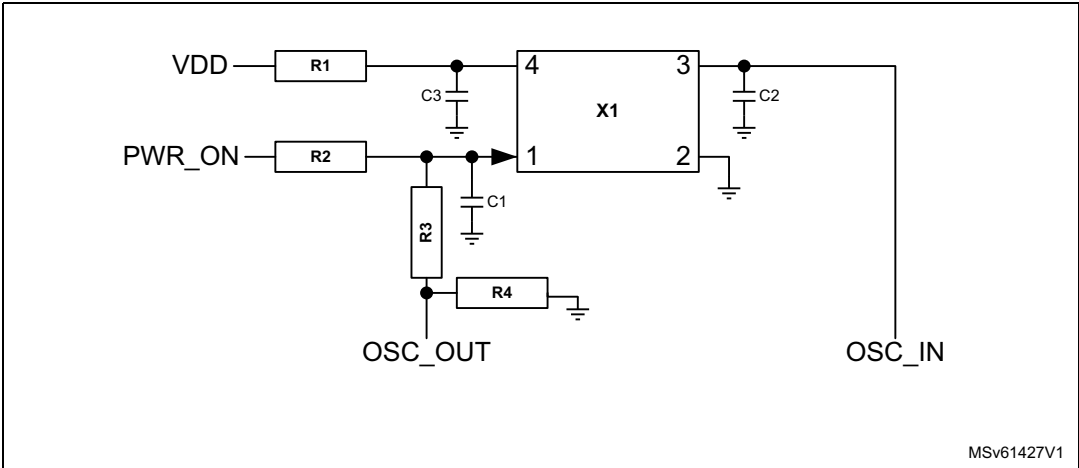 VDD
R1
4
3
C3
C2
X1
PWR_ON
R2
1
2
C1
R3
R4
OSC_OUT
OSC_IN
MSv61427V1